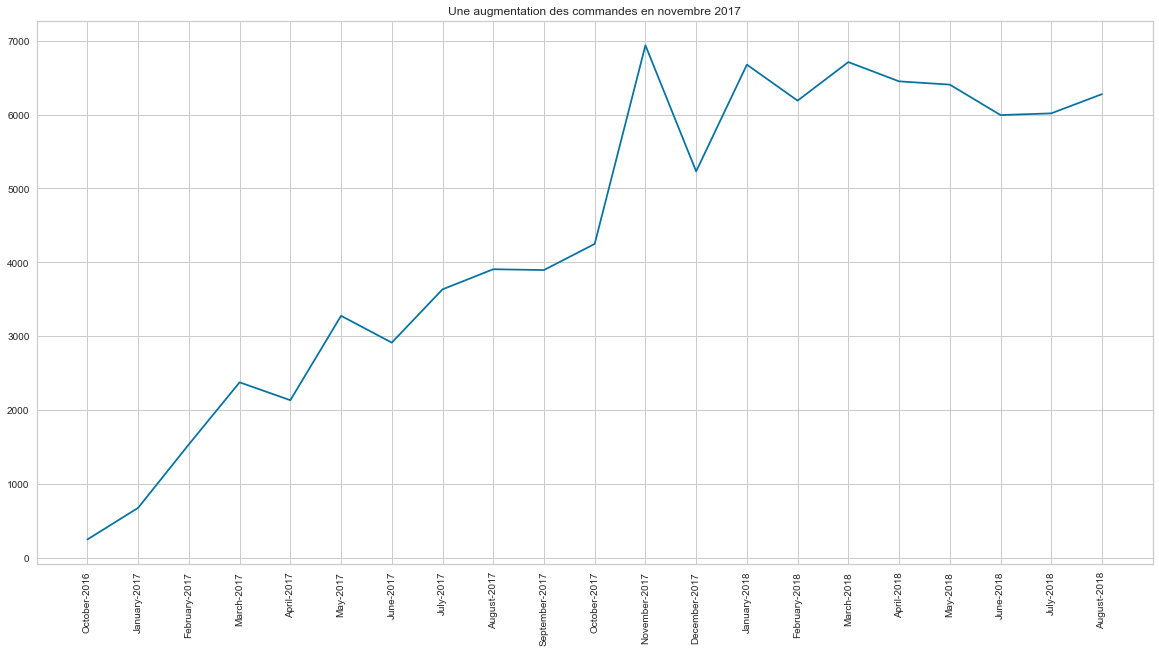 Une augmentation des commandes en novembre 2017
7000
6000
5000
4000
3000
2000
1000
0
October-2016
January-2017
February-2017
March-2017
April-2017
May-2017
June-2017
July-2017
August-2017
September-2017
October-2017
November-2017
December-2017
January-2018
February-2018
March-2018
April-2018
May-2018
June-2018
July-2018
August-2018